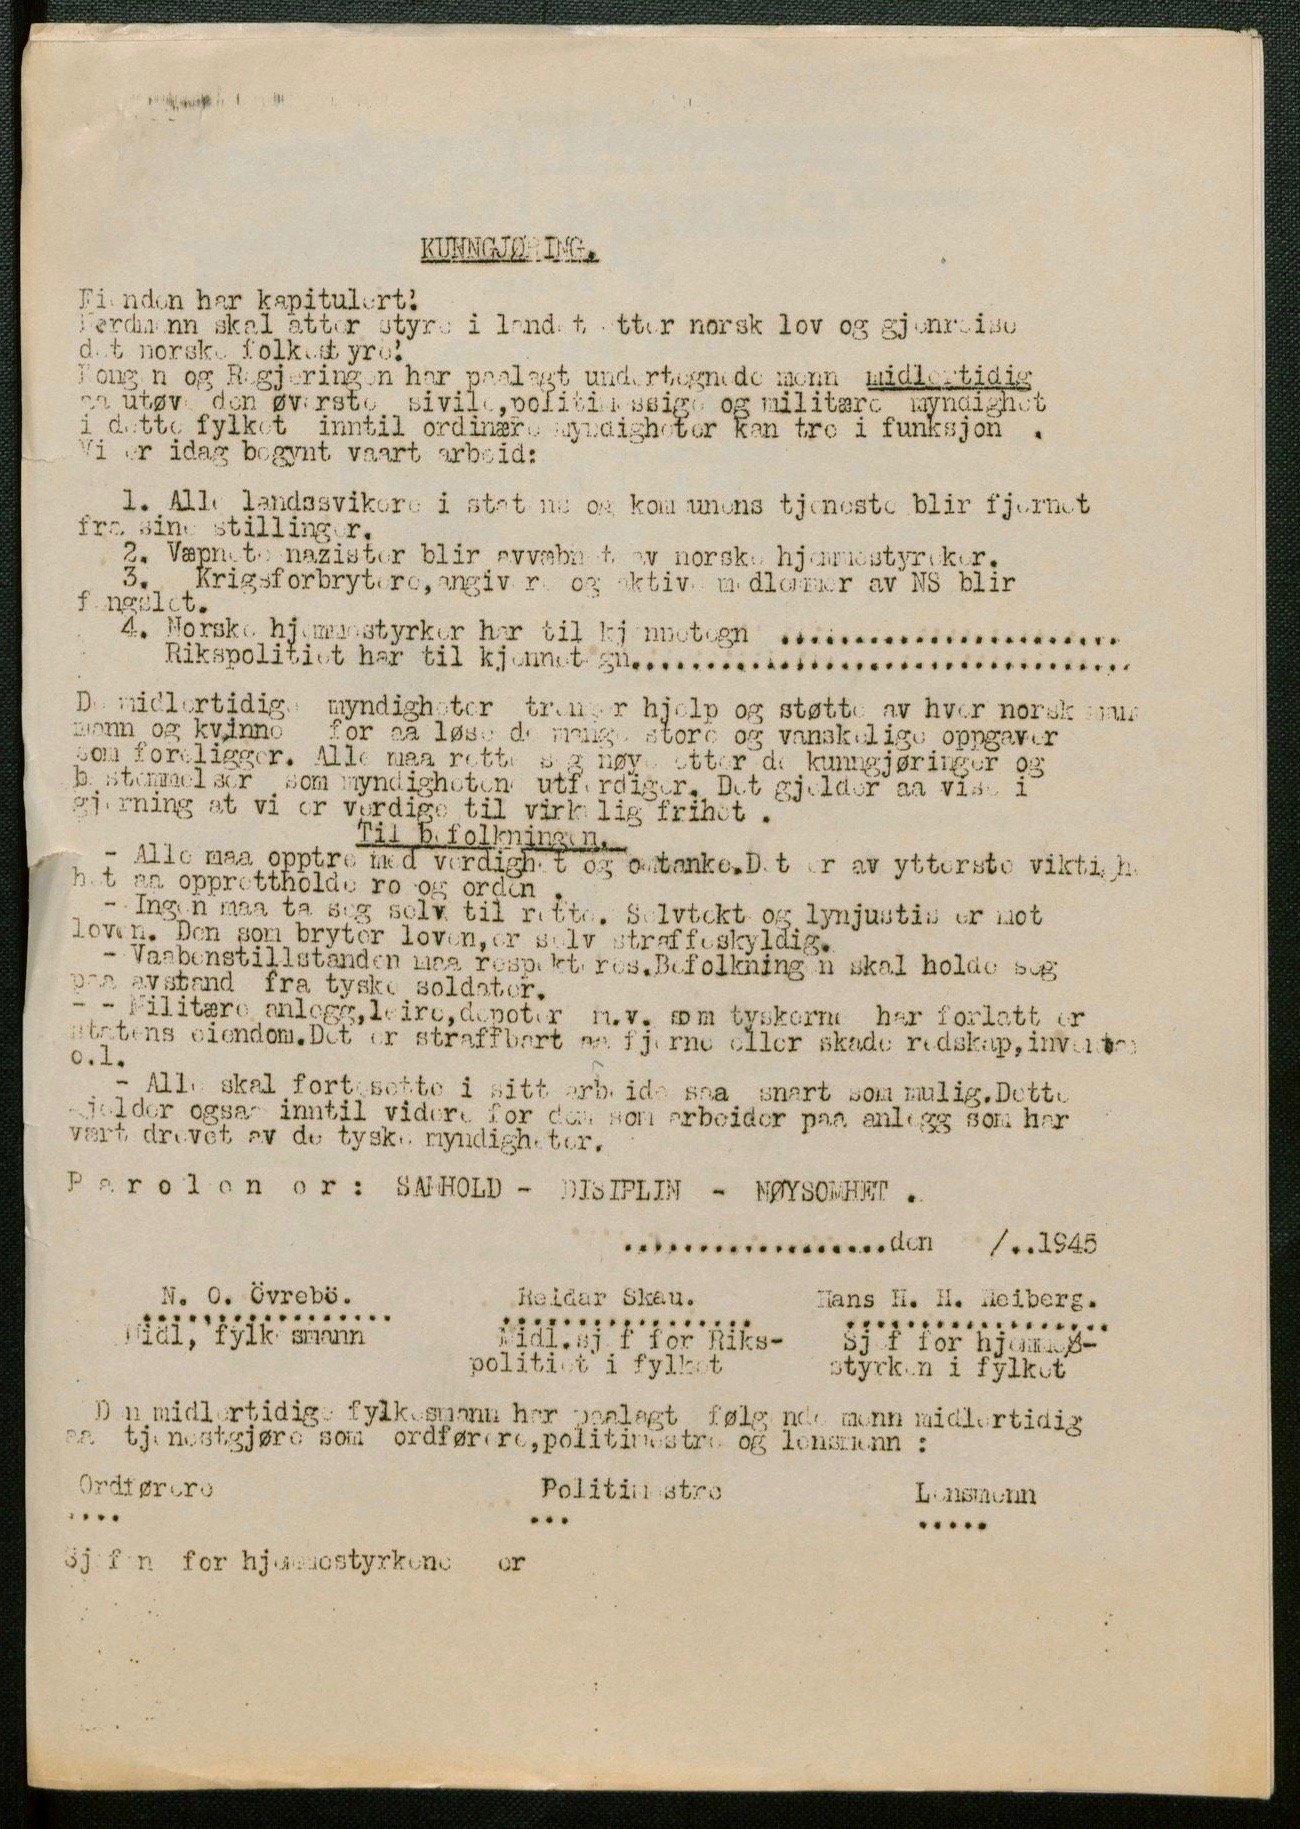 KUNNGJØRING.
Fienden har kapitulert!
Nordmenn skal atter styre i landet etter norsk lov og gjenreise
det norske folkestyre!
Kongen og Regjeringen har paalagt undertegnede menn midlertidig
aa utøve den øverste sivile,politimessige og militære myndighet
i dette fylket inntil ordinære myndigheter kan tre i funksjon .
Vi er idag begynt vaart arbeid:
1. Alle landssvikere i statens og kommunens tjeneste blir fjernet
fra sine stillinger.
2. Væpnete nazister blir avvæbnet av norske hjemmestyrker.
3. Krigsforbrytere,angivere og aktive medlemmer av NS blir
fengslet.
4. Norske hjemmestyrker har til kjennetegn .......................
Rikspolitiet har til kjennetegn..................................
De midlertidige myndigheter trenger hjelp og støtte av hver norsk mann
mann og kvinne for aa løse de mange store og vanskelige oppgaver
som foreligger. Alle maa rette seg nøye etter de kunngjøringer og
bestemmelser som myndighetene utferdiger. Det gjelder aa vise i
gjerning at vi er verdige til virkelig frihet .
Til befolkningen.
- Alle maa opptre med verdighet og omtanke.Det er av ytterste viktighe
het aa opprettholde ro og orden .
- Ingen maa ta seg selv til rette. Selvtekt og lynjustis er mot
loven. Den som bryter loven,er selv straffeskyldig.
- Vaabenstillstanden maa respekteres.Befolkningen skal holde seg
paa avstand fra tyske soldater.
- - Militære anlegg,leire,depoter m.v. som tyskerne har forlatt er
statens eiendom.Det er straffbart aa fjerne eller skade redskap,inventar
o.l.
- Alle skal fortesette i sitt arbeide saa snart som mulig.Dette
gjelder ogsaa inntil videre for dem som arbeider paa anlegg som har
vært drevet av de tyske myndigheter.
P a r o l e n er: SAMHOLD - DISIPLIN - NØYSOMHET .
..................den /..1945
N. O. Övrebö. Reidar Skau. Hans H. H. Heiberg.
................. ................. ..................
Midl, fylkesmann Midl.sjef for Riks- Sjef for hjemmeø-
politiet i fylket styrken i fylket
Den midlertidige fylkesmann har paalagt følgende menn midlertidig
aa tjenestgjøre som ordførere,politimestre og lensmenn :
Ordførere Politimestre Lensmenn
.... ... .....
Sjefen for hjemmestyrkene er